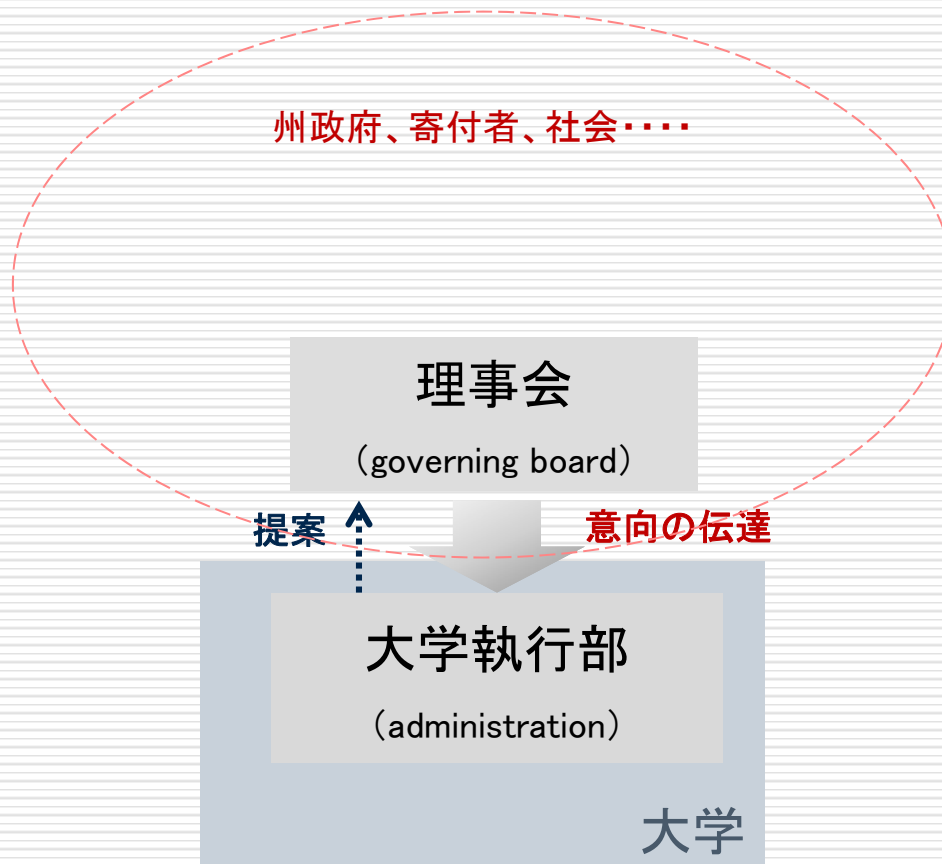 州政府、寄付者、社会・・・・
理事会
（governing board）
提案
意向の伝達
大学執行部
（administration）
大学